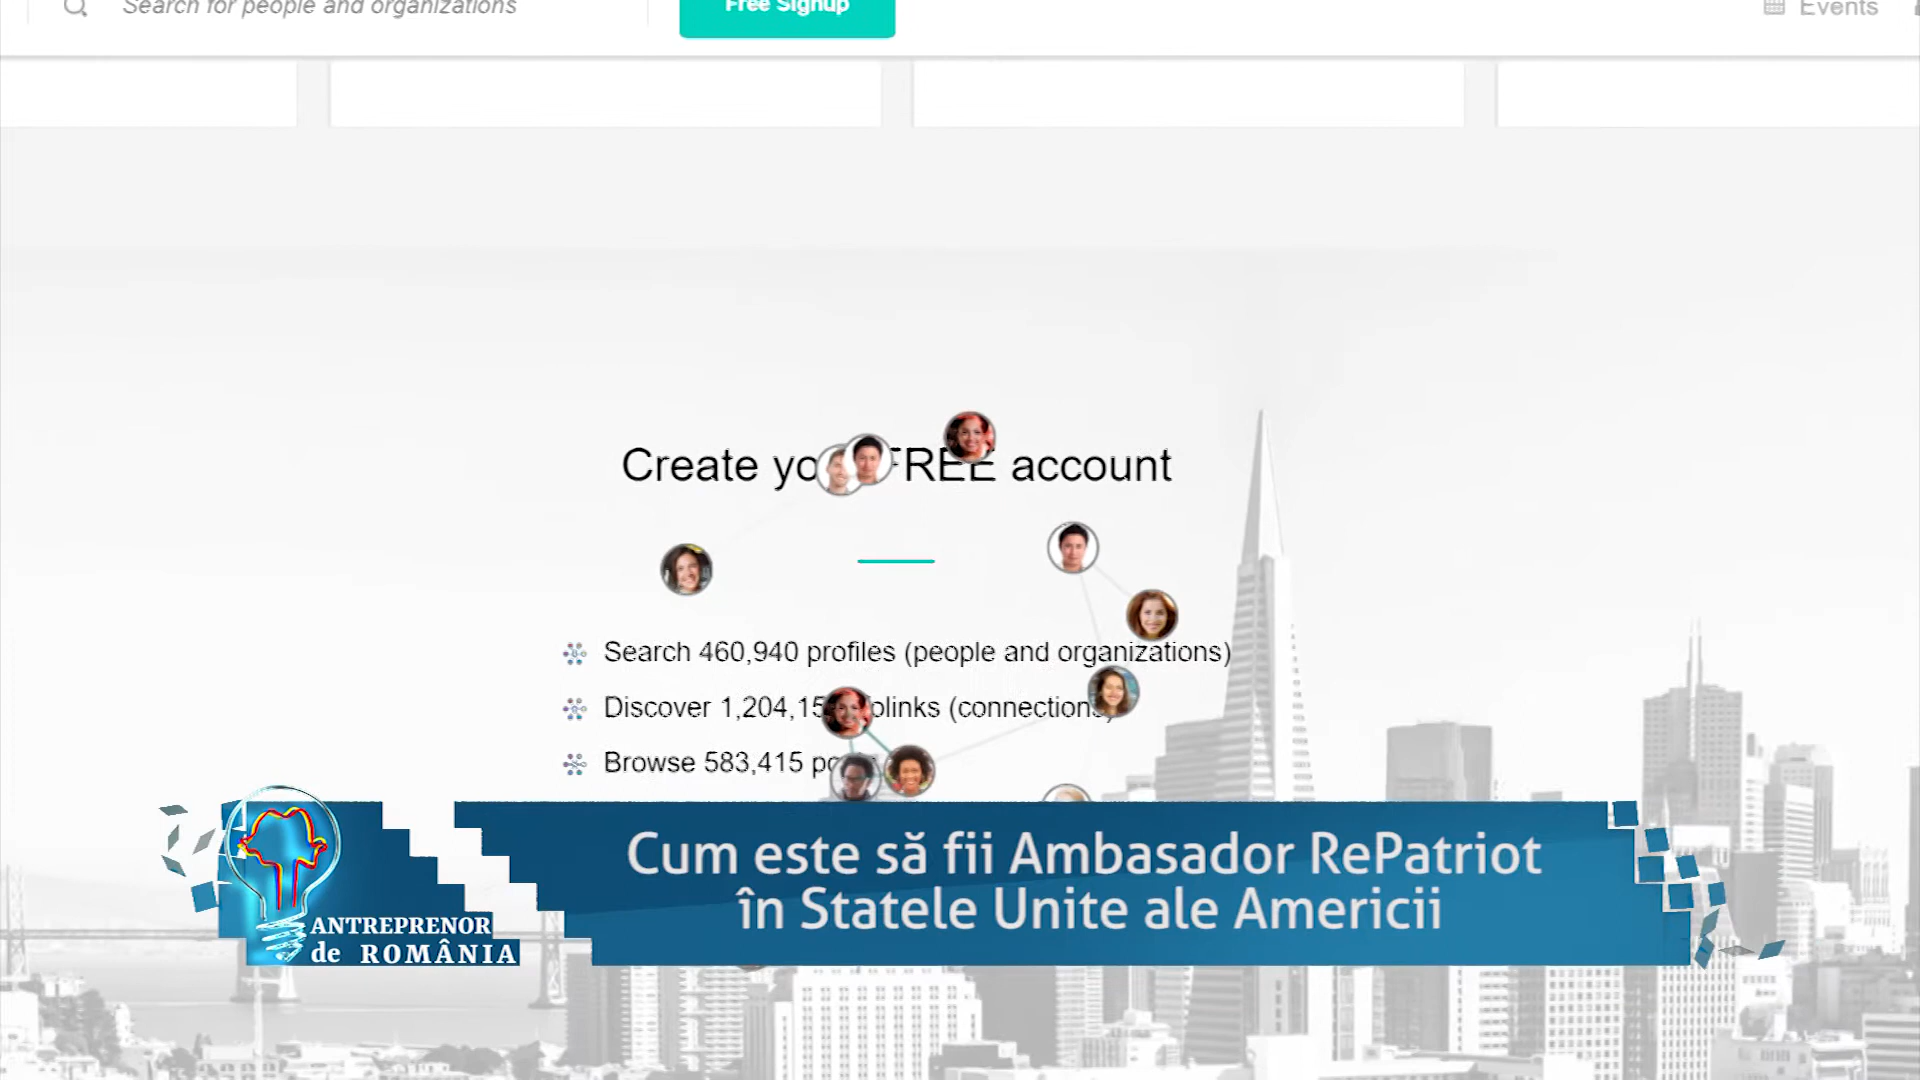 Search for people and organizations
Free Signup
Events
Create yo FREE account
Search 460,940 profiles (people and organizations)
Discover 1,204,15 links (connections)
Browse 583,415
Cum este să fii Ambasador RePatriot
în Statele Unite ale Americii
ANTREPRENOR
de ROMÂNIA